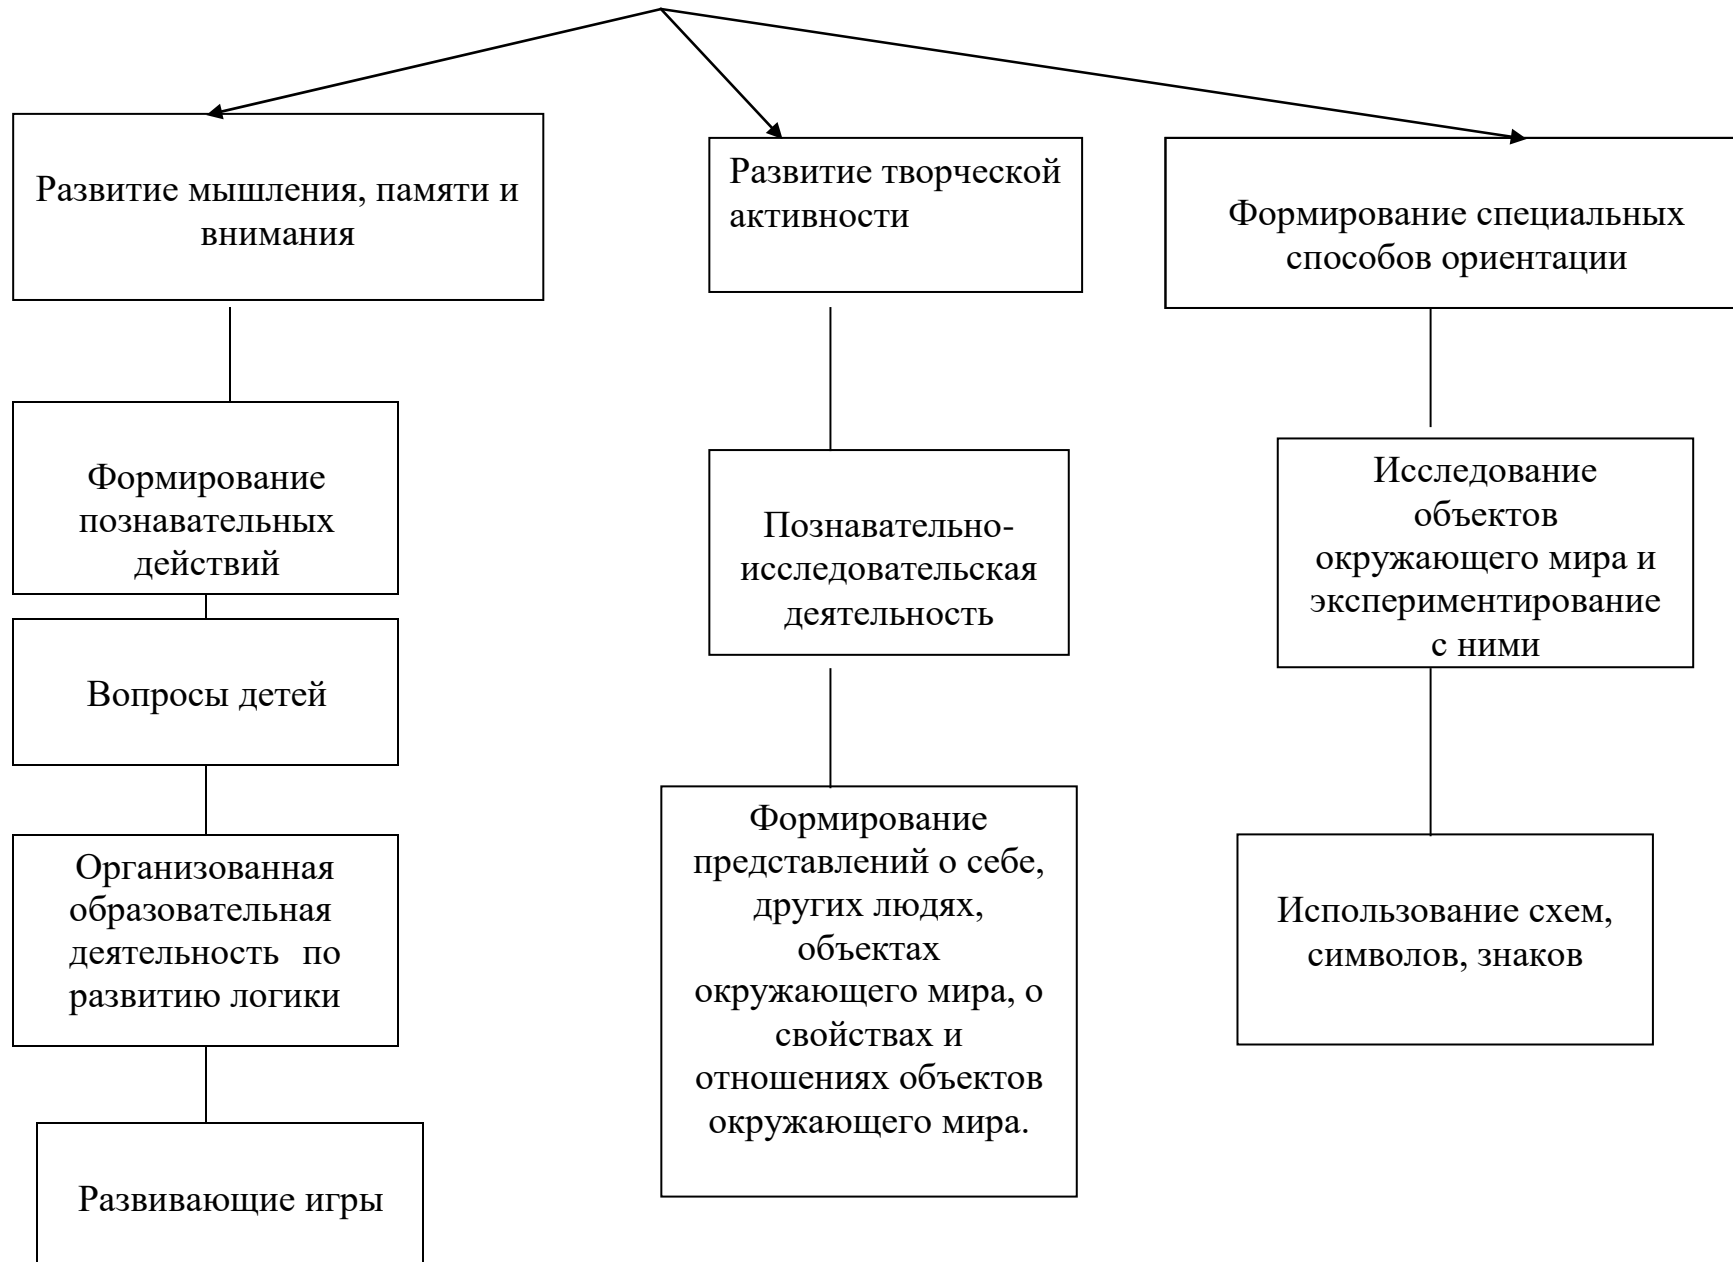 Развитие мышления, памяти и
внимания
Развитие творческой
активности
Формирование специальных
способов ориентации
Формирование
познавательных
действий
Познавательно-
исследовательская
деятельность
Исследование
объектов
окружающего мира и
экспериментирование
с ними
Вопросы детей
Организованная
образовательная
деятельность по
развитию логики
Формирование
представлений о себе,
других людях,
объектах
окружающего мира, о
свойствах и
отношениях объектов
окружающего мира.
Использование схем,
символов, знаков
Развивающие игры